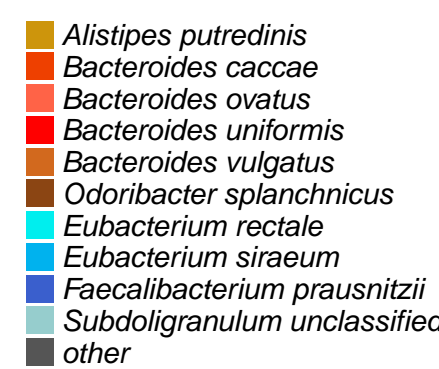 Alistipes putredinis
Bacteroides caccae
Bacteroides ovatus
Bacteroides uniformis
Bacteroides vulgatus
Odoribacter splanchnicus
Eubacterium rectale
Eubacterium siraeum
Faecalibacterium prausnitzii
Subdoligranulum unclassified
other